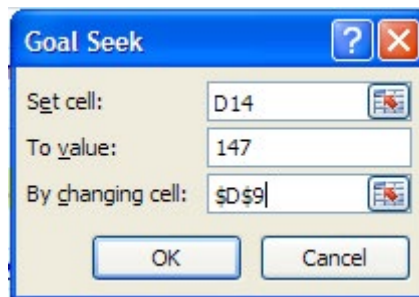 Goal Seek
Set cell: D14
To value: 147
By changing cell: $D$9
OK Cancel